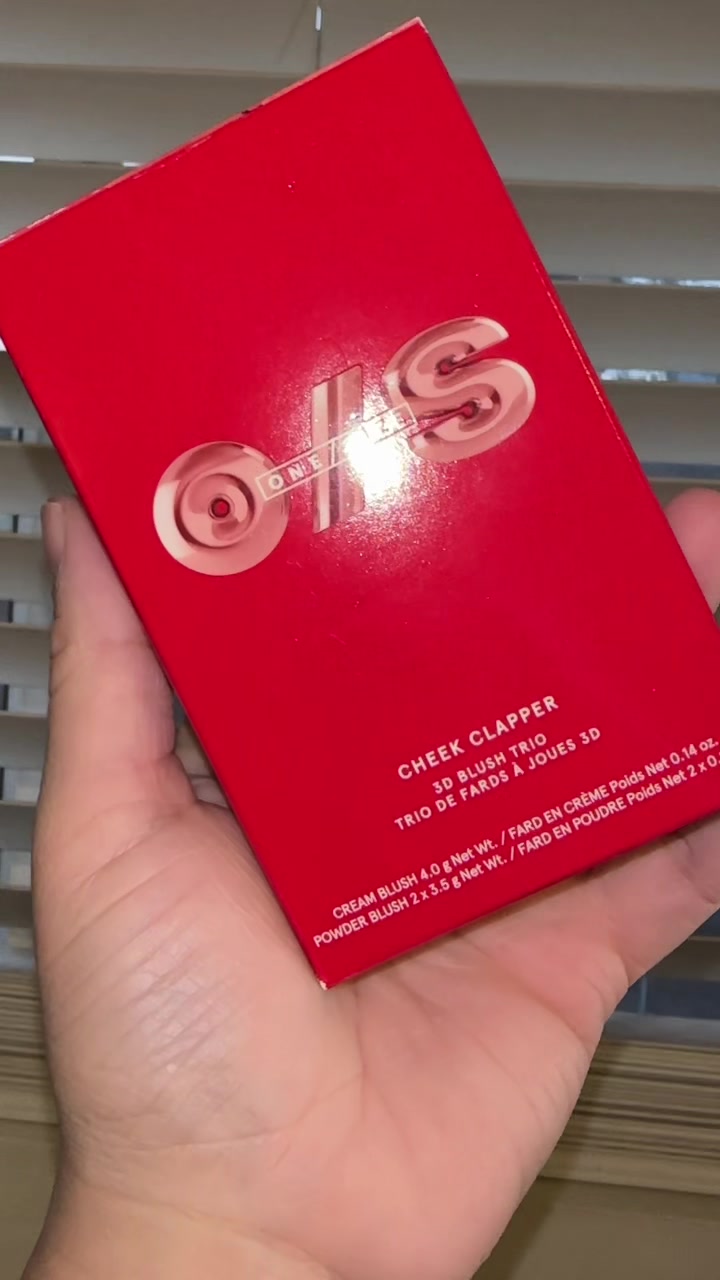 O/S
ONE /
CHEEK CLAPPER
3D BLUSH TRIO
TRIO DE FARDS À JOUES 3D
CREAM BLUSH 4.0 g Net Wt. / FARD EN CRÈME Poids Net 0.14 oz.
POWDER BLUSH 2 x 3.5 g Net Wt. / FARD EN POUDRE Poids Net 2 x 0.